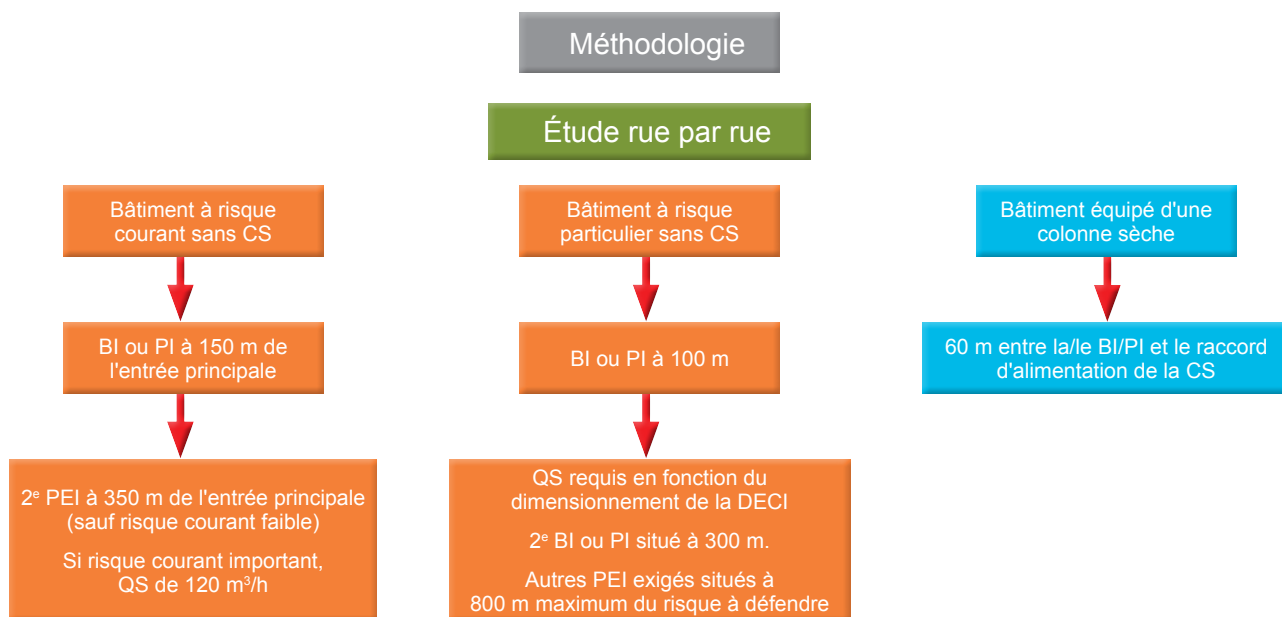 Méthodologie
Étude rue par rue
Bâtiment à risque
courant sans CS
BI ou PI à 150 m de
l'entrée principale
2e PEI à 350 m de l'entrée principale
(sauf risque courant faible)
Si risque courant important,
QS de 120 m³/h
Bâtiment à risque
particulier sans CS
BI ou PI à 100 m
QS requis en fonction du
dimensionnement de la DECI
2e BI ou PI situé à 300 m.
Autres PEI exigés situés à
800 m maximum du risque à défendre
Bâtiment équipé d'une
colonne sèche
60 m entre la/le BI/PI et le raccord
d'alimentation de la CS